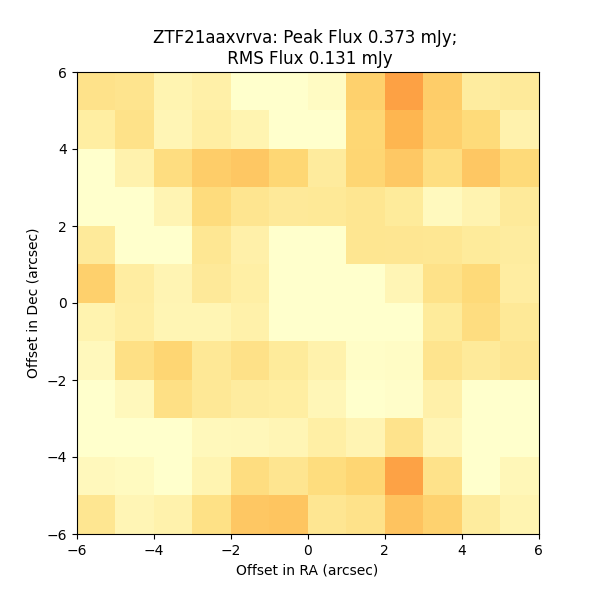 ZTF21aaxvrva: Peak Flux 0.373 mJy;
RMS Flux 0.131 mJy
6
4
2
0
−2
−4
−6
Offset in Dec (arcsec)
−6 −4 −2 0 2 4 6
Offset in RA (arcsec)